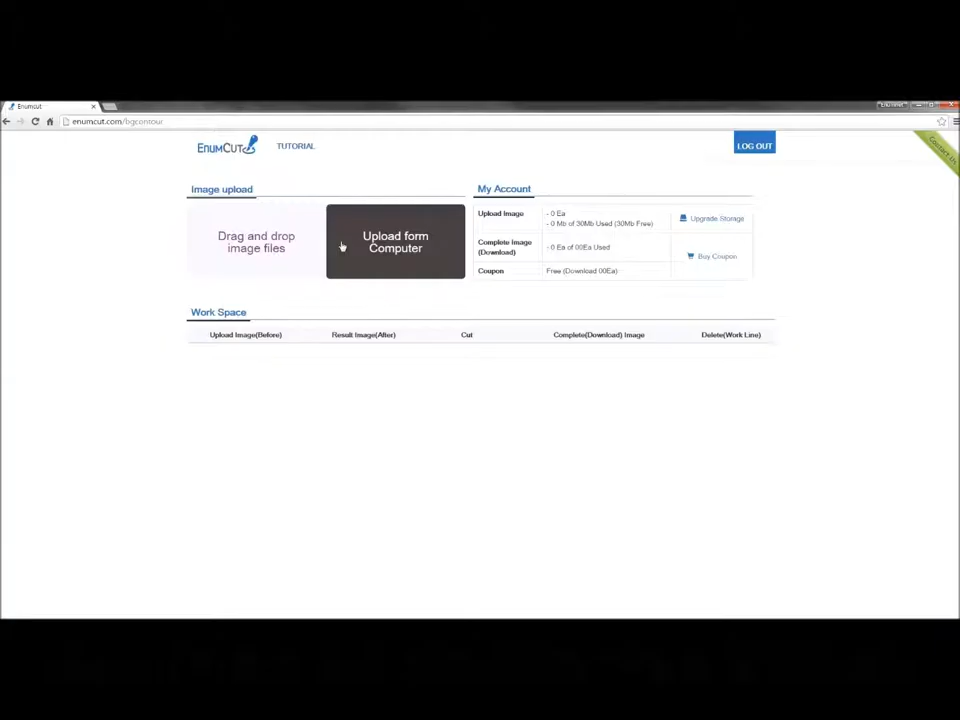 Enumcut
enumcut.com/bgcontour
ENUMCUT
TUTORIAL
LOG OUT
Contact Us
Image upload
Drag and drop
image files
Upload form
Computer
My Account
Upload Image
- 0 Ea
- 0 Mb of 30Mb Used (30Mb Free)
Upgrade Storage
Complete Image
(Download)
- 0 Ea of 00Ea Used
Buy Coupon
Coupon
Free (Download 00Ea)
Work Space
Upload Image(Before)
Result Image(After)
Cut
Complete(Download) Image
Delete(Work Line)